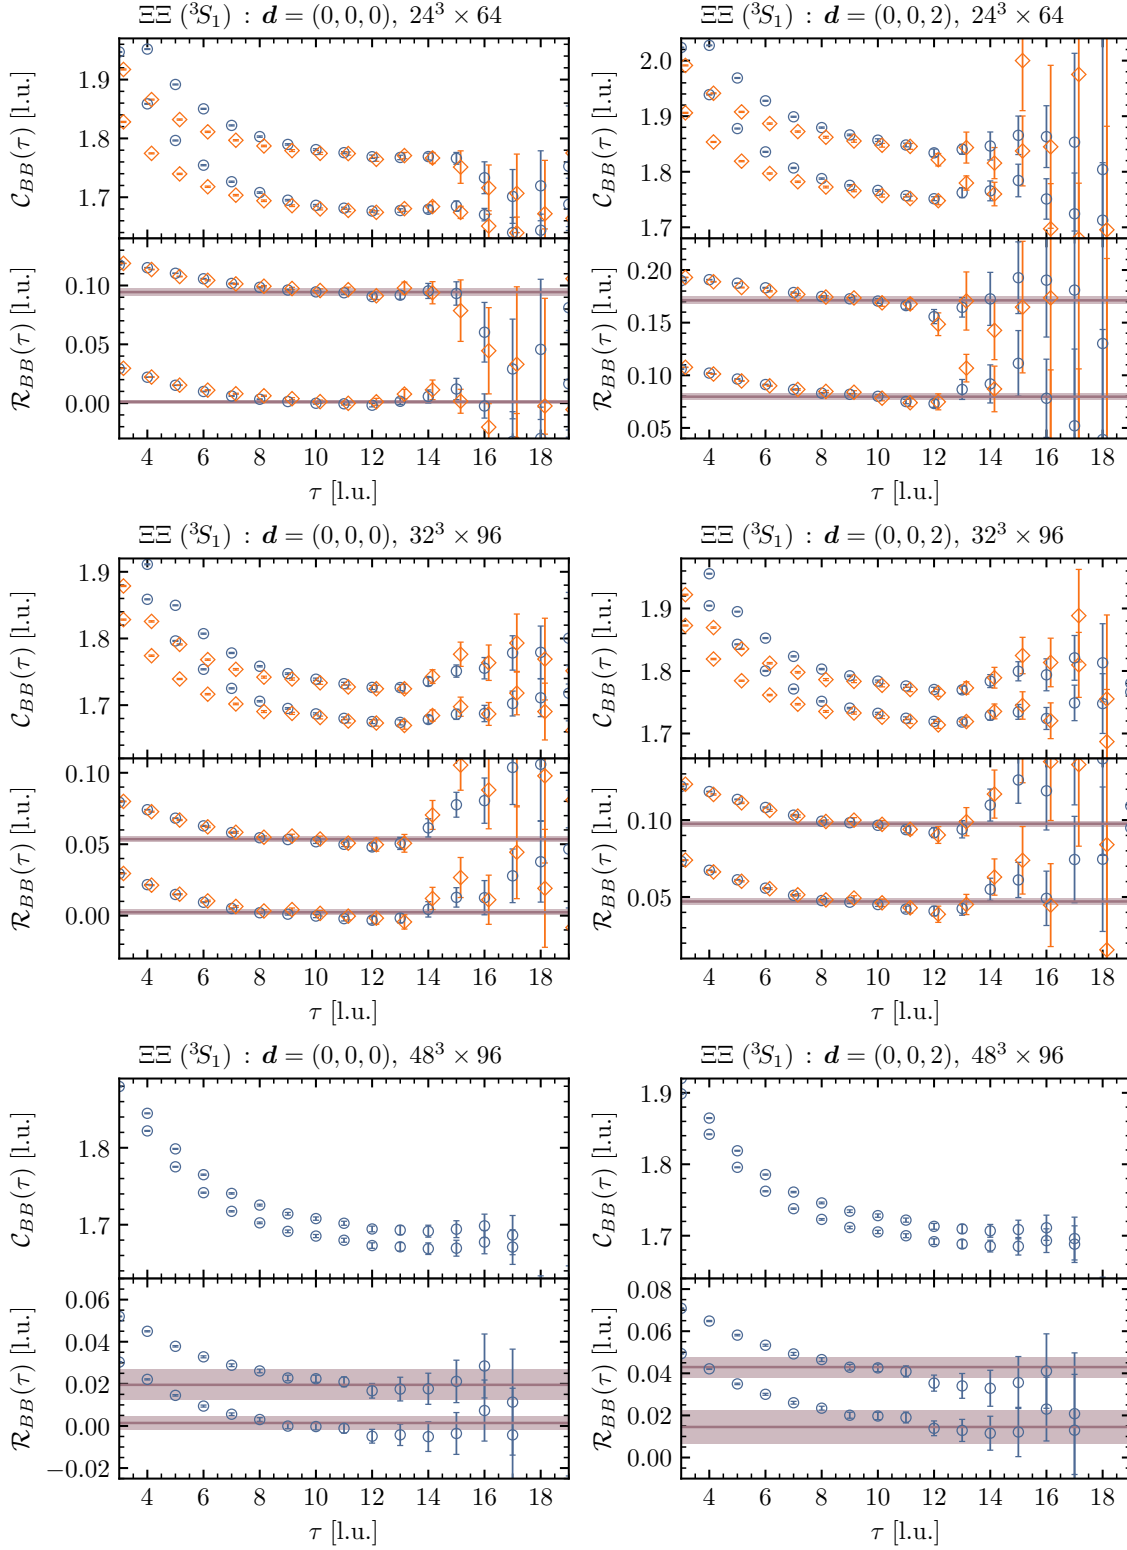 ΞΞ (³S₁) : d = (0, 0, 0), 24³ × 64
ΞΞ (³S₁) : d = (0, 0, 2), 24³ × 64
C_BB(τ) [l.u.]
1.9
1.8
1.7
C_BB(τ) [l.u.]
2.0
1.9
1.8
1.7
R_BB(τ) [l.u.]
0.10
0.05
0.00
R_BB(τ) [l.u.]
0.20
0.15
0.10
0.05
4 6 8 10 12 14 16 18
4 6 8 10 12 14 16 18
τ [l.u.]
τ [l.u.]
ΞΞ (³S₁) : d = (0, 0, 0), 32³ × 96
ΞΞ (³S₁) : d = (0, 0, 2), 32³ × 96
C_BB(τ) [l.u.]
1.9
1.8
1.7
C_BB(τ) [l.u.]
1.9
1.8
1.7
R_BB(τ) [l.u.]
0.10
0.05
0.00
R_BB(τ) [l.u.]
0.10
0.05
4 6 8 10 12 14 16 18
4 6 8 10 12 14 16 18
τ [l.u.]
τ [l.u.]
ΞΞ (³S₁) : d = (0, 0, 0), 48³ × 96
ΞΞ (³S₁) : d = (0, 0, 2), 48³ × 96
C_BB(τ) [l.u.]
1.8
1.7
C_BB(τ) [l.u.]
1.9
1.8
1.7
R_BB(τ) [l.u.]
0.06
0.04
0.02
0.00
−0.02
R_BB(τ) [l.u.]
0.08
0.06
0.04
0.02
0.00
4 6 8 10 12 14 16 18
4 6 8 10 12 14 16 18
τ [l.u.]
τ [l.u.]